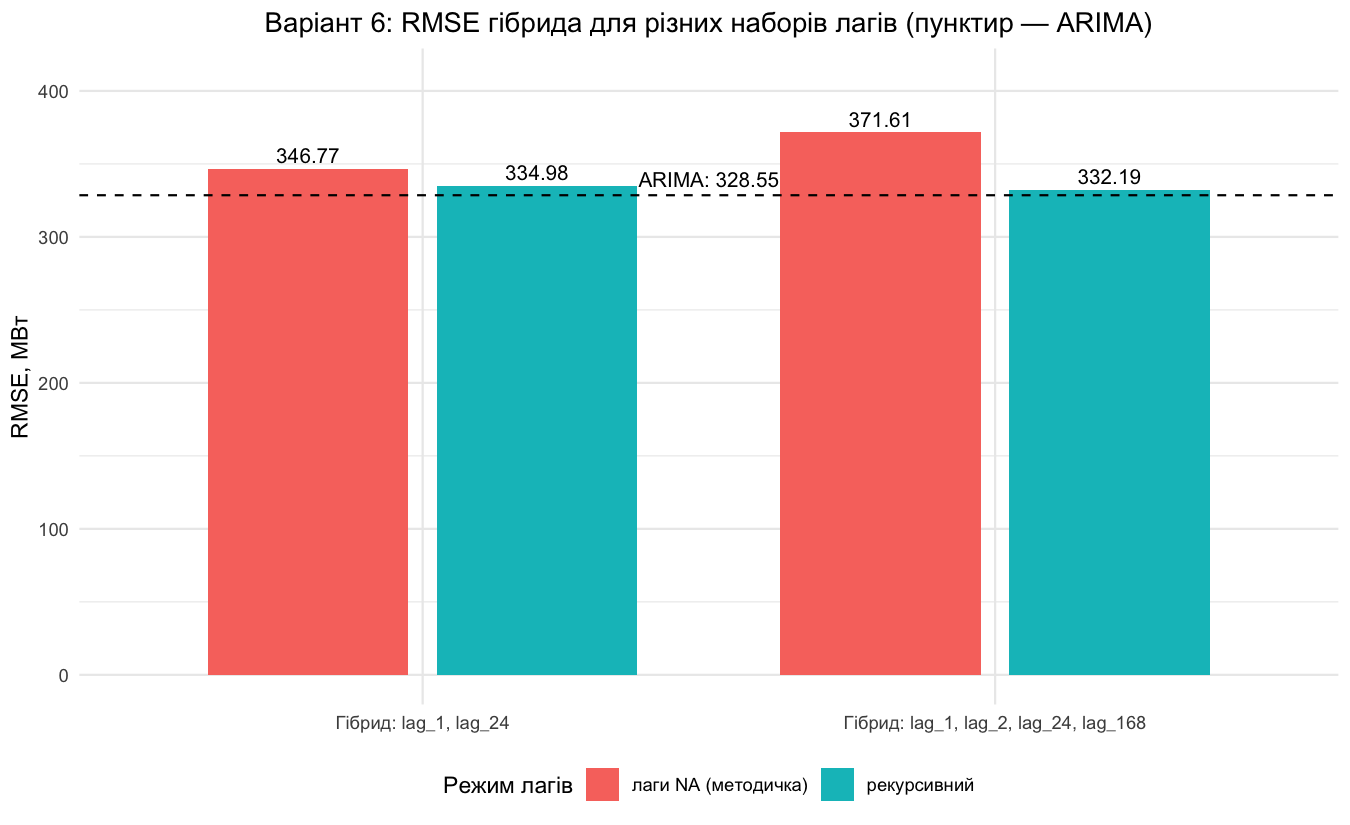 Варіант 6: RMSE гібрида для різних наборів лагів (пунктир — ARIMA)
RMSE, МВт
400
300
200
100
0
346.77
334.98
ARIMA: 328.55
371.61
332.19
Гібрид: lag_1, lag_24
Гібрид: lag_1, lag_2, lag_24, lag_168
Режим лагів
лаги NA (методичка)
рекурсивний